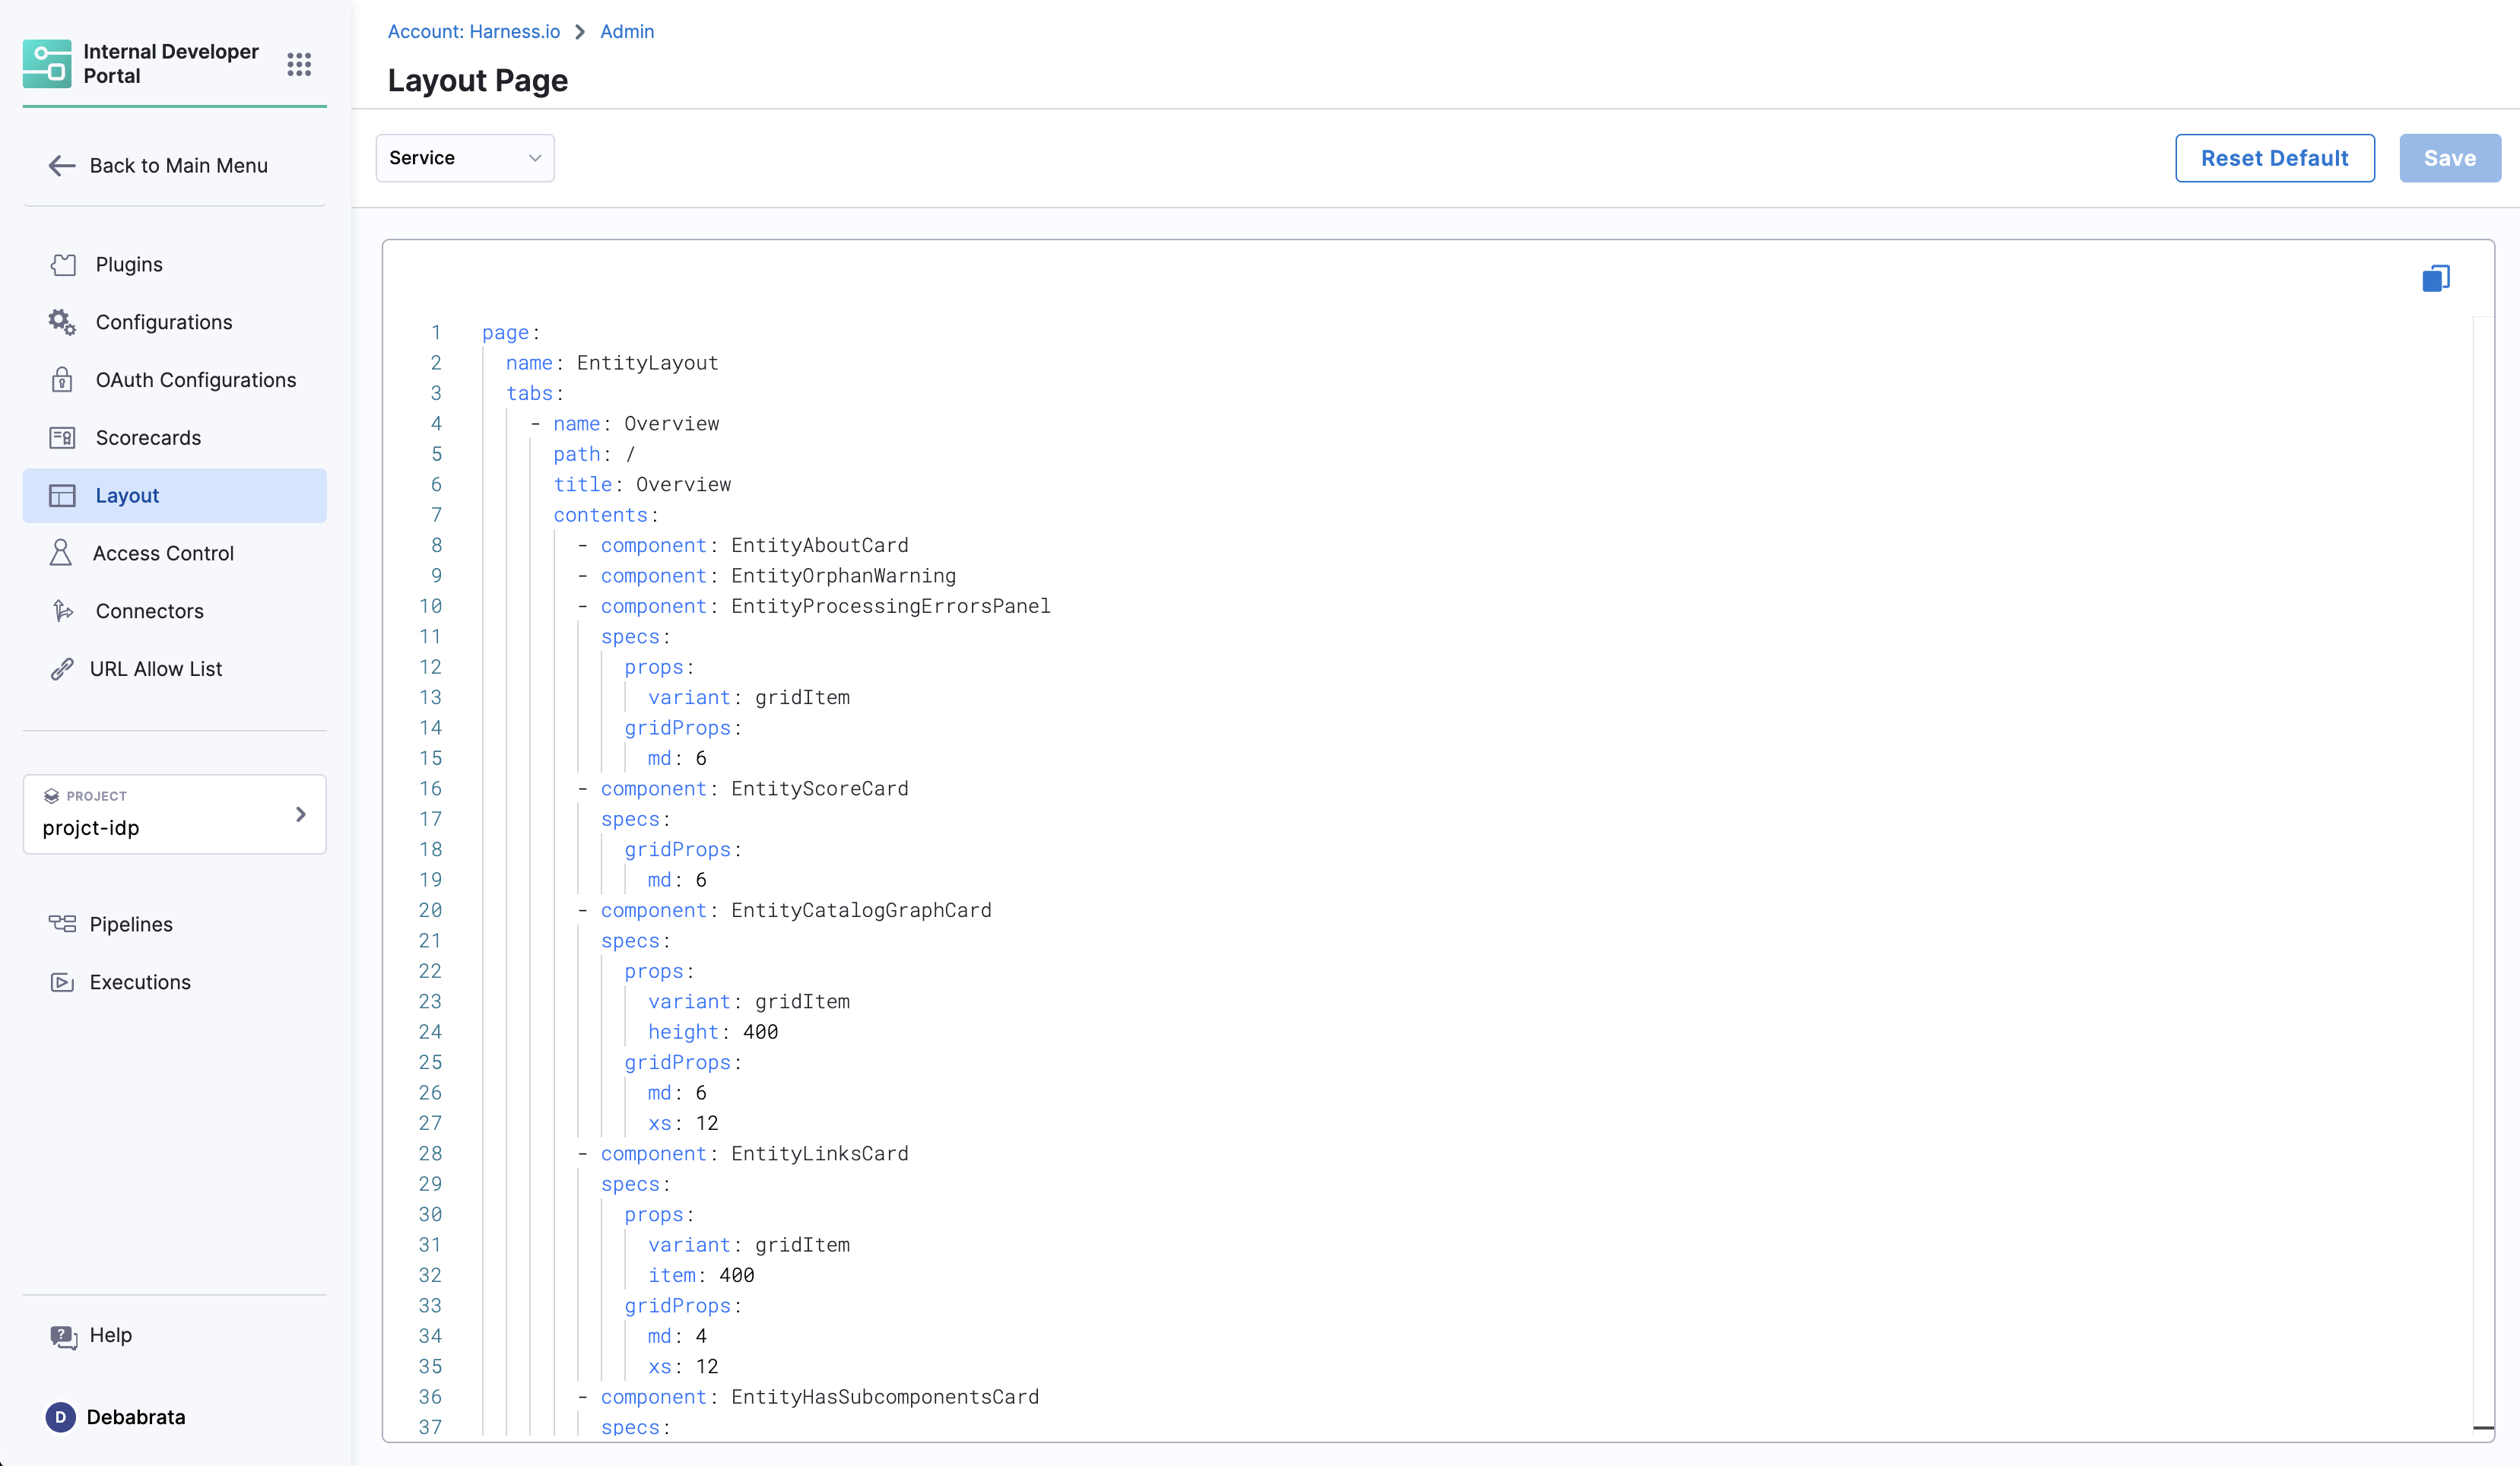 Internal Developer
Portal
Back to Main Menu
Plugins
Configurations
OAuth Configurations
Scorecards
Layout
Access Control
Connectors
URL Allow List
PROJECT
projct-idp
Pipelines
Executions
Help
D Debabrata
Account: Harness.io > Admin
Layout Page
Service
Reset Default
Save
1 page:
2   name: EntityLayout
3   tabs:
4     - name: Overview
5       path: /
6       title: Overview
7       contents:
8         - component: EntityAboutCard
9         - component: EntityOrphanWarning
10         - component: EntityProcessingErrorsPanel
11           specs:
12             props:
13               variant: gridItem
14             gridProps:
15               md: 6
16         - component: EntityScoreCard
17           specs:
18             gridProps:
19               md: 6
20         - component: EntityCatalogGraphCard
21           specs:
22             props:
23               variant: gridItem
24               height: 400
25             gridProps:
26               md: 6
27               xs: 12
28         - component: EntityLinksCard
29           specs:
30             props:
31               variant: gridItem
32               item: 400
33             gridProps:
34               md: 4
35               xs: 12
36         - component: EntityHasSubcomponentsCard
37           specs: